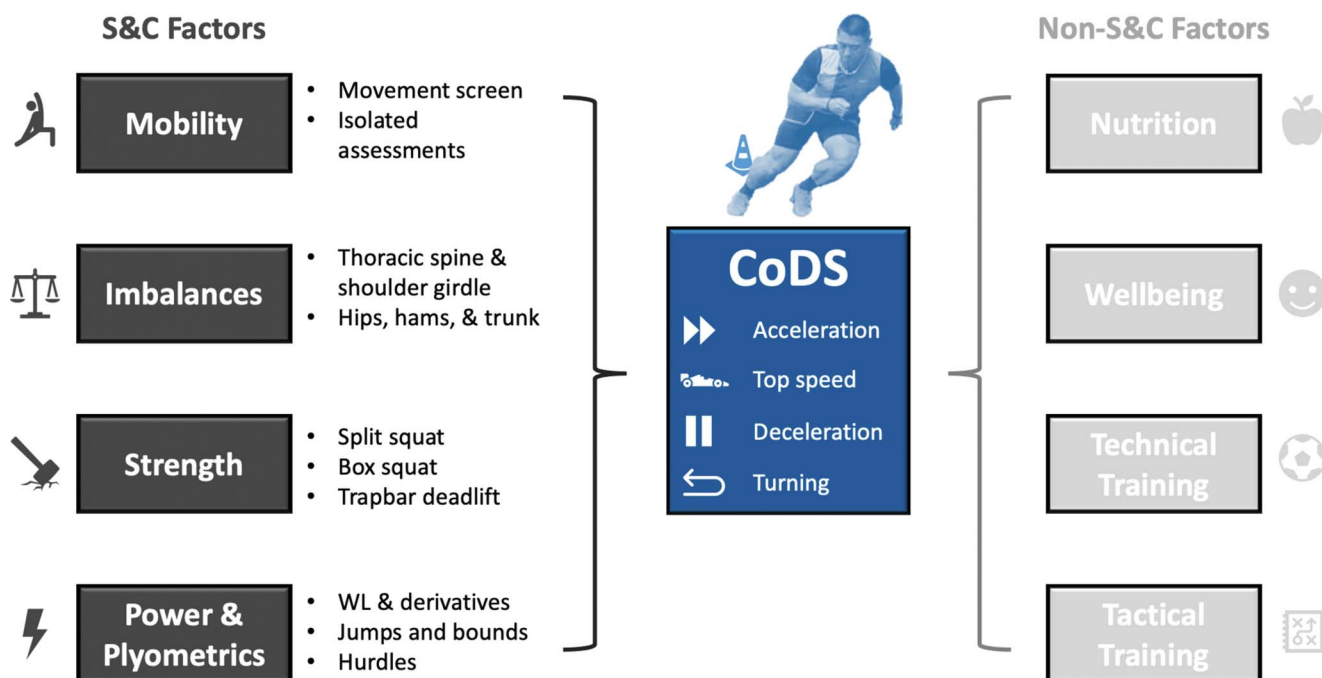 S&C Factors
Mobility
• Movement screen
• Isolated
assessments
Imbalances
• Thoracic spine &
shoulder girdle
• Hips, hams, & trunk
Strength
• Split squat
• Box squat
• Trapbar deadlift
Power &
Plyometrics
• WL & derivatives
• Jumps and bounds
• Hurdles
CoDS
Acceleration
Top speed
Deceleration
Turning
Non-S&C Factors
Nutrition
Wellbeing
Technical
Training
Tactical
Training